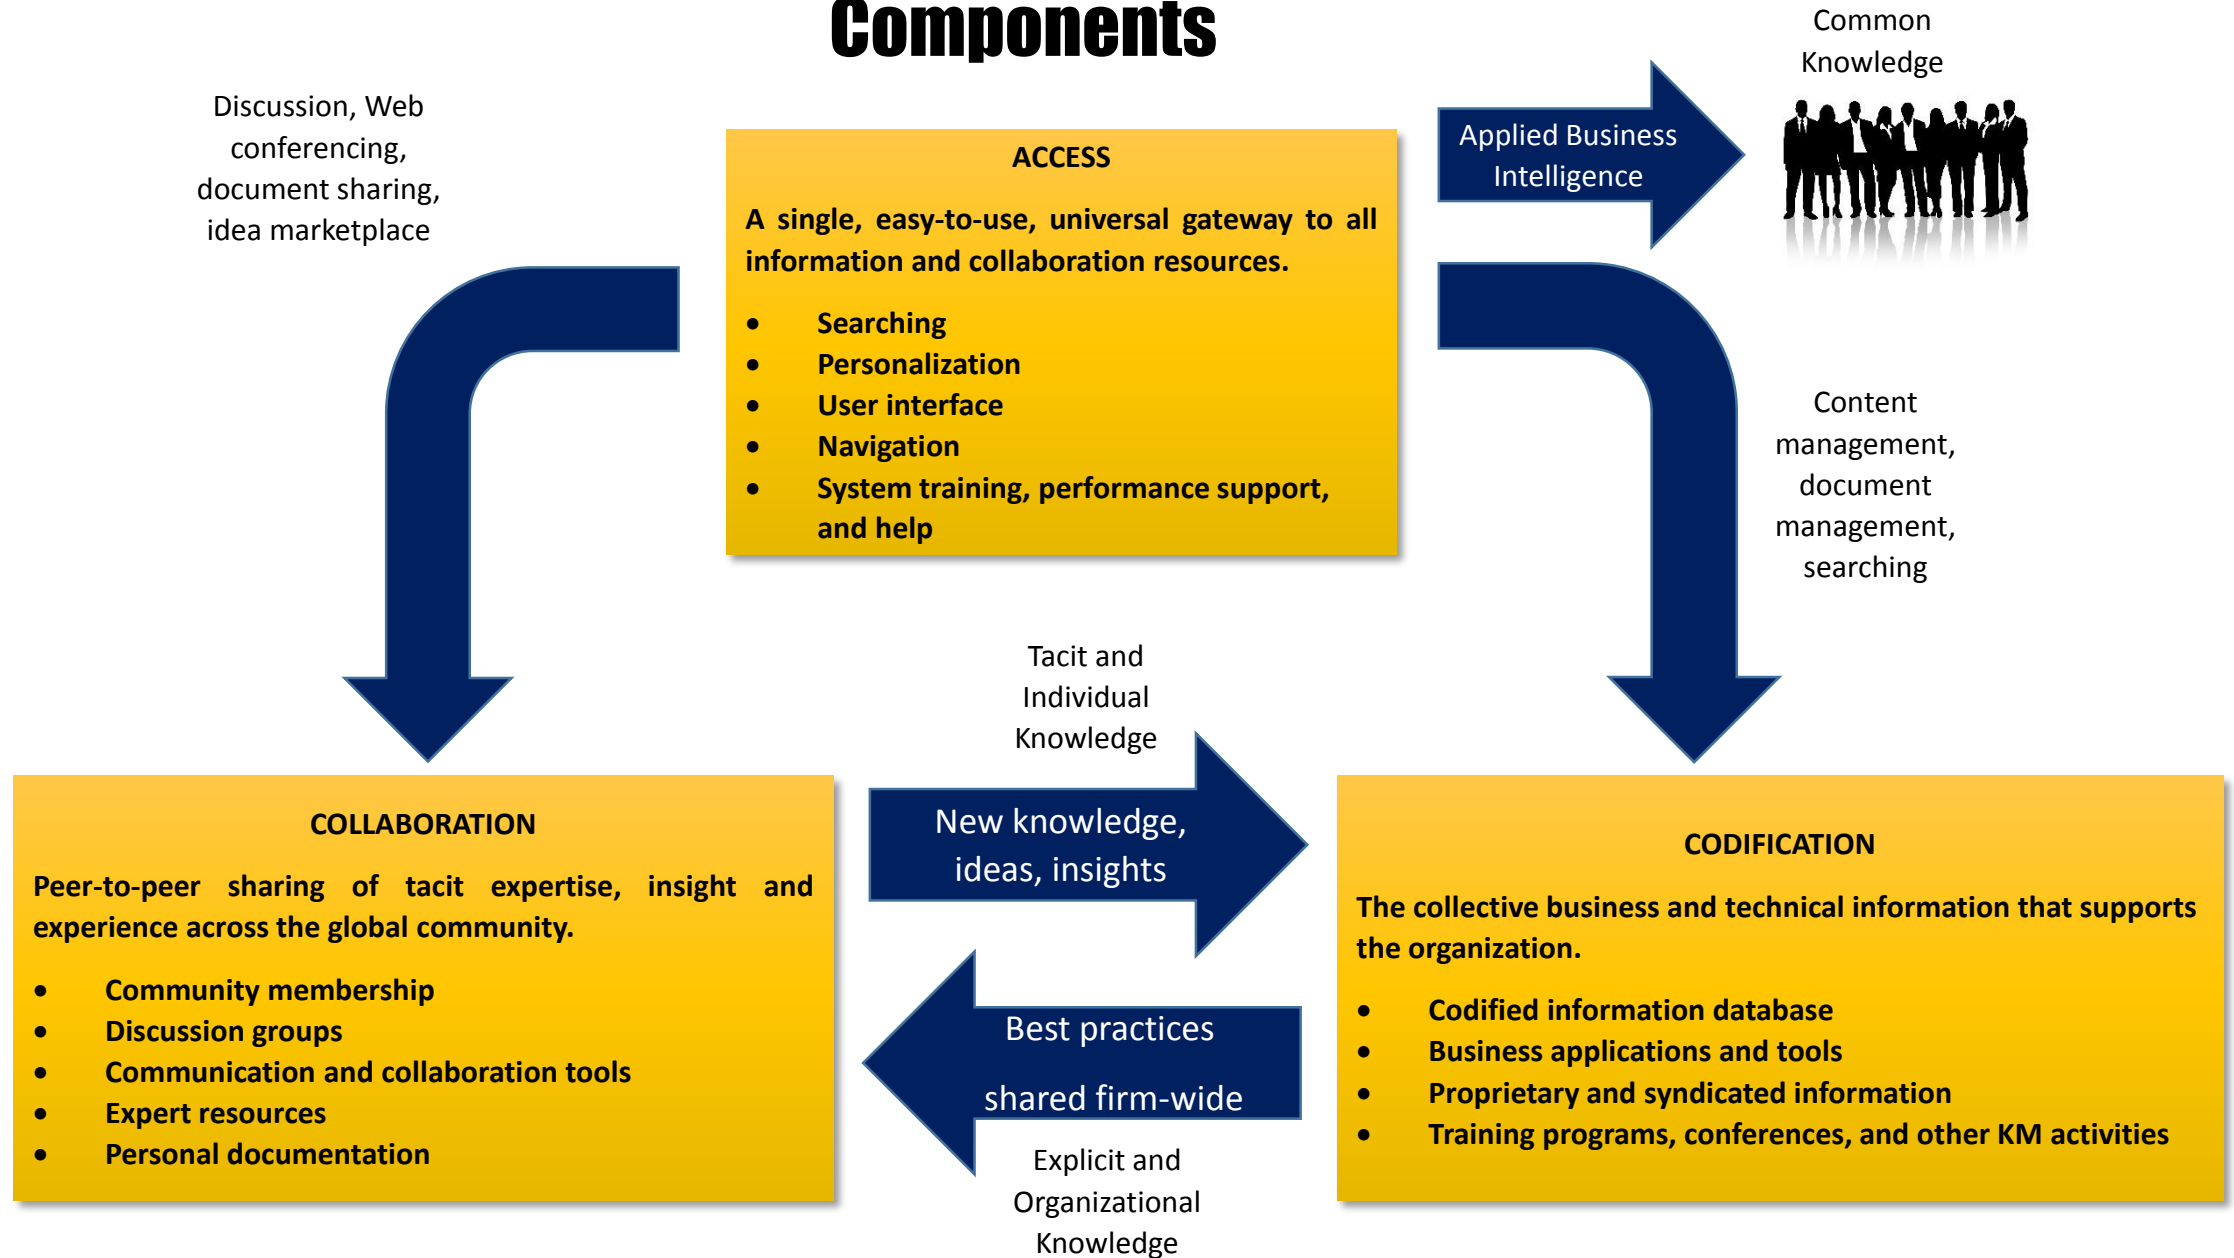 Components
Common
Knowledge
Discussion, Web
conferencing,
document sharing,
idea marketplace
ACCESS
A single, easy-to-use, universal gateway to all
information and collaboration resources.
• Searching
• Personalization
• User interface
• Navigation
• System training, performance support,
and help
Applied Business
Intelligence
Content
management,
document
management,
searching
Tacit and
Individual
Knowledge
COLLABORATION
Peer-to-peer sharing of tacit expertise, insight and
experience across the global community.
• Community membership
• Discussion groups
• Communication and collaboration tools
• Expert resources
• Personal documentation
New knowledge,
ideas, insights
Best practices
shared firm-wide
Explicit and
Organizational
Knowledge
CODIFICATION
The collective business and technical information that supports
the organization.
• Codified information database
• Business applications and tools
• Proprietary and syndicated information
• Training programs, conferences, and other KM activities